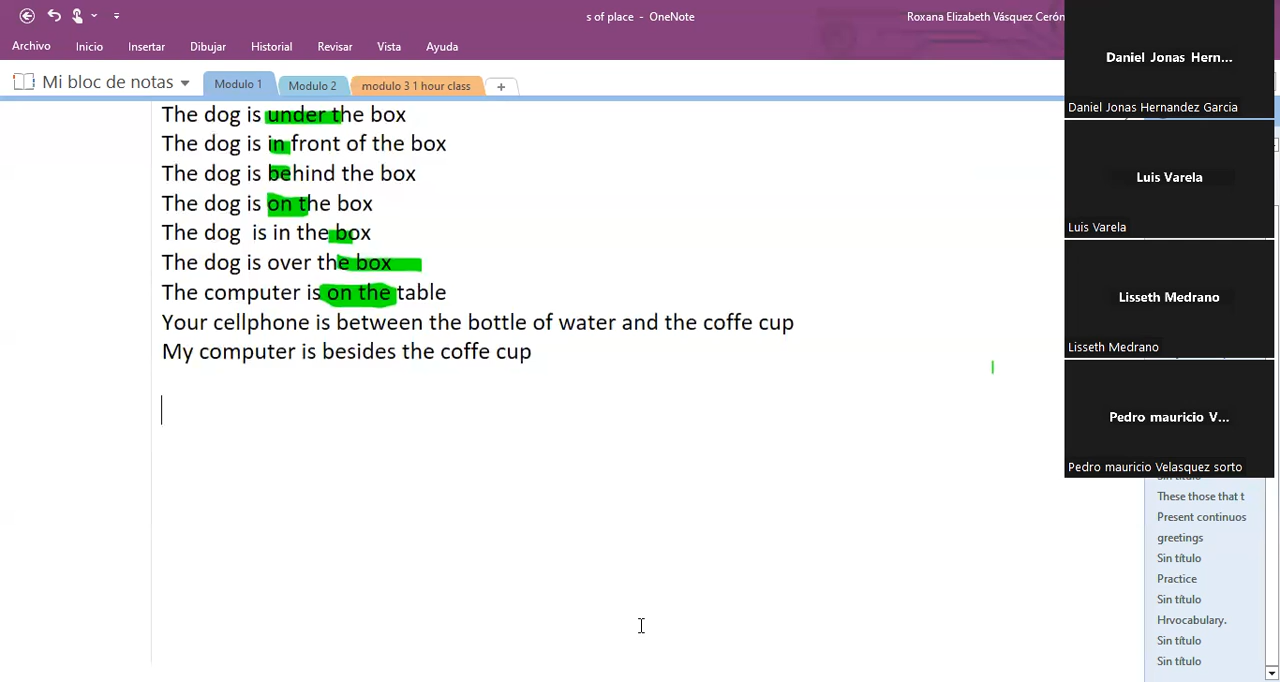 s of place - OneNote
Roxana Elizabeth Vásquez Cerón
Archivo Inicio Insertar Dibujar Historial Revisar Vista Ayuda
Mi bloc de notas Modulo 1 Modulo 2 modulo 3 1 hour class +
The dog is under the box
The dog is in front of the box
The dog is behind the box
The dog is on the box
The dog is in the box
The dog is over the box
The computer is on the table
Your cellphone is between the bottle of water and the coffe cup
My computer is besides the coffe cup
Daniel Jonas Hern...
Daniel Jonas Hernandez Garcia
Luis Varela
Luis Varela
Lisseth Medrano
Lisseth Medrano
Pedro mauricio V...
Pedro mauricio Velasquez sorto
Sin título
These those that t
Present continuos
greetings
Sin título
Practice
Sin título
Hrvocabulary.
Sin título
Sin título